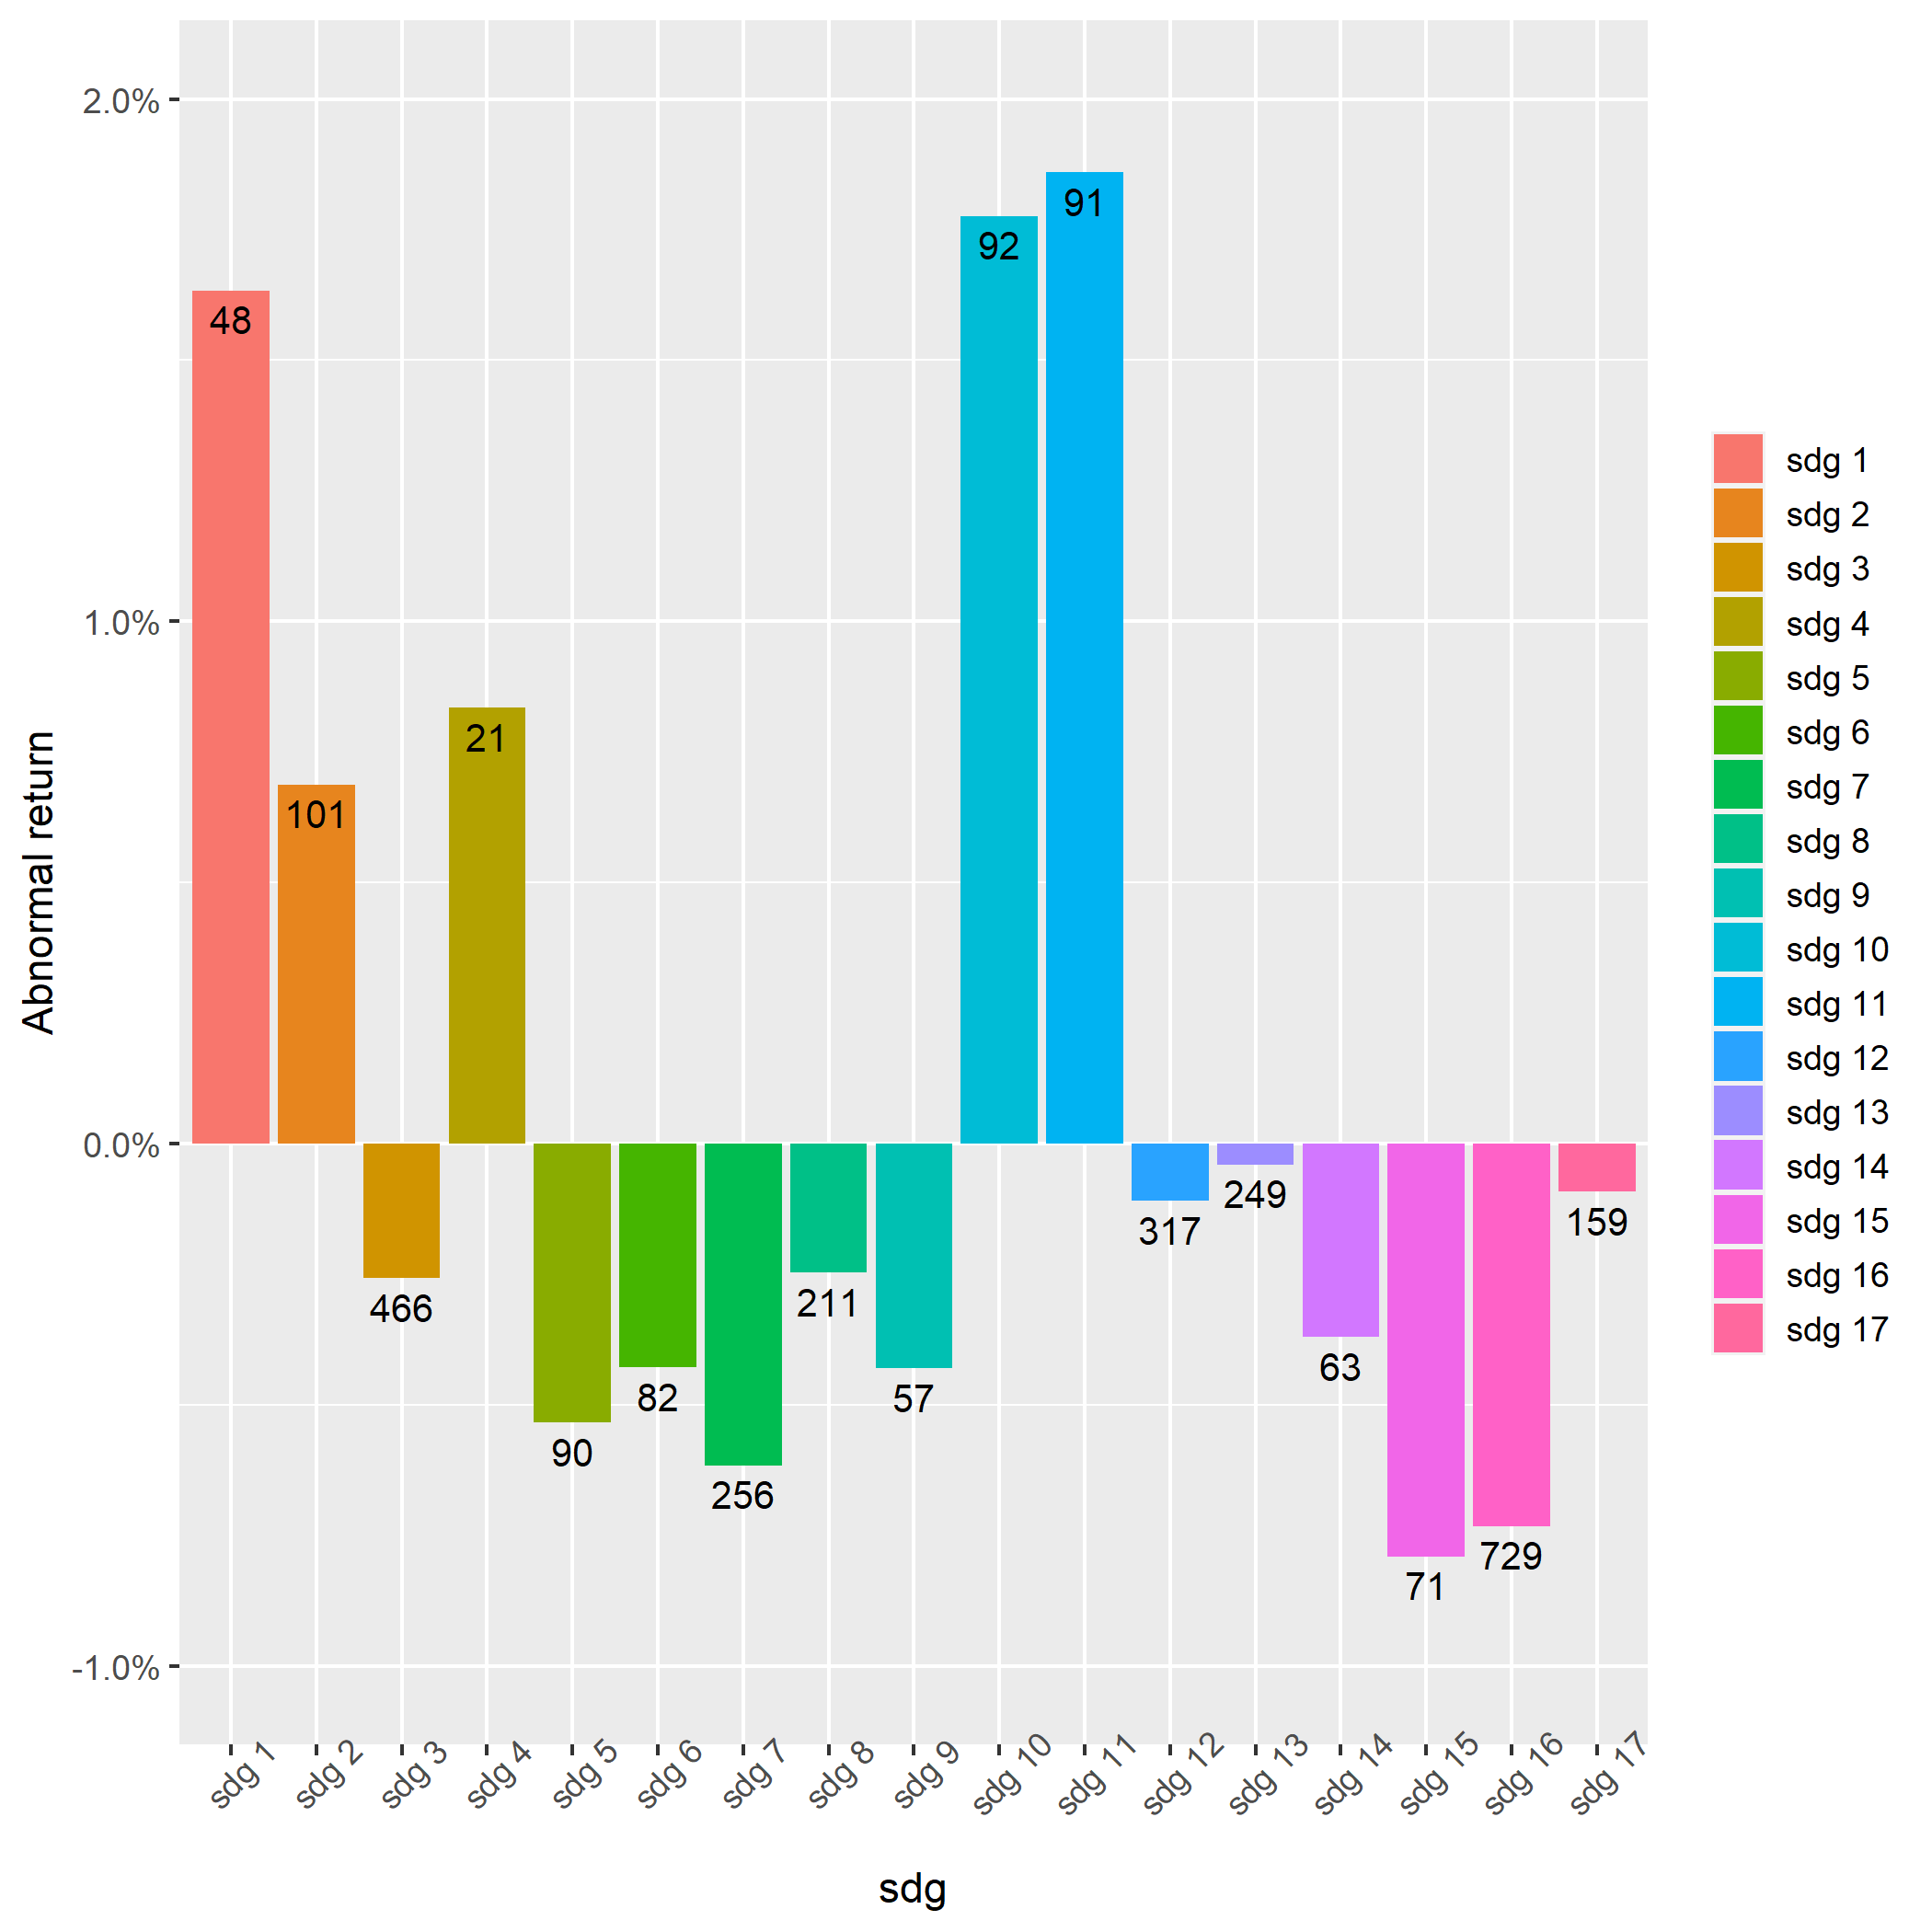 2.0%
1.0%
0.0%
-1.0%
Abnormal return
48
101
466
21
90
82
256
211
57
92
91
317
249
63
71
729
159
sdg 1
sdg 2
sdg 3
sdg 4
sdg 5
sdg 6
sdg 7
sdg 8
sdg 9
sdg 10
sdg 11
sdg 12
sdg 13
sdg 14
sdg 15
sdg 16
sdg 17
sdg
sdg 1
sdg 2
sdg 3
sdg 4
sdg 5
sdg 6
sdg 7
sdg 8
sdg 9
sdg 10
sdg 11
sdg 12
sdg 13
sdg 14
sdg 15
sdg 16
sdg 17